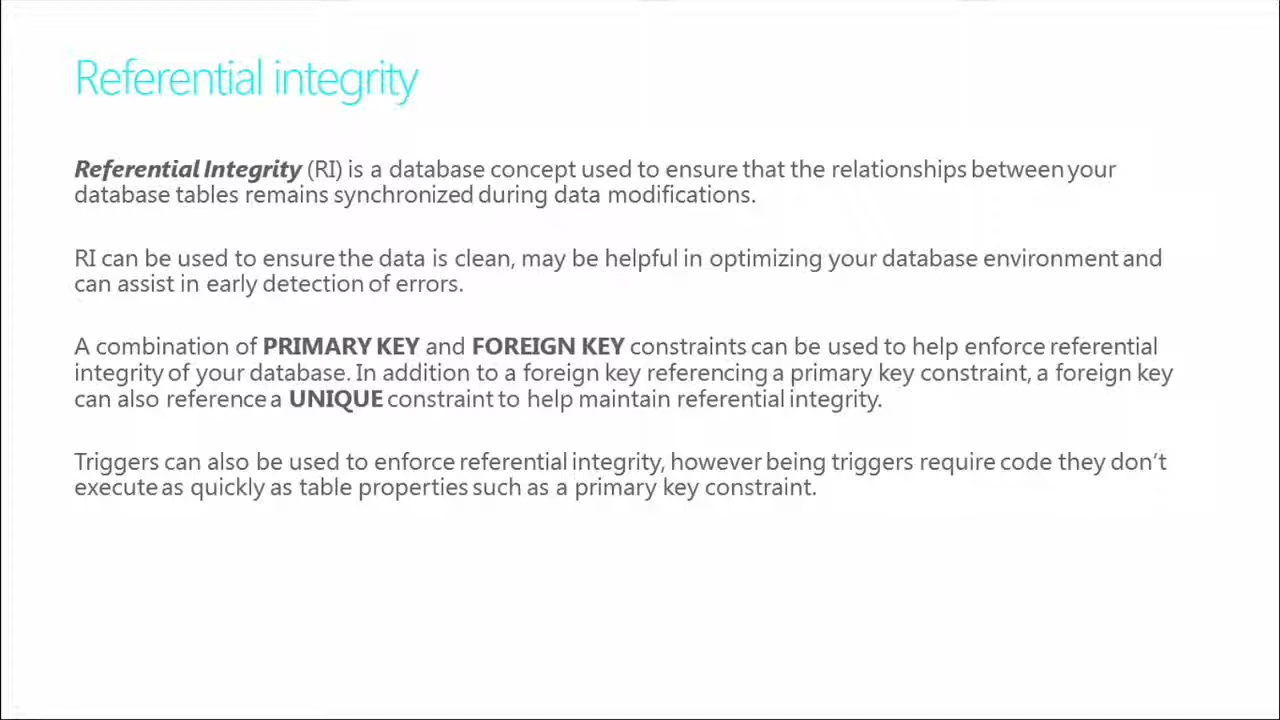 Referential integrity
Referential Integrity (RI) is a database concept used to ensure that the relationships between your
database tables remains synchronized during data modifications.
RI can be used to ensure the data is clean, may be helpful in optimizing your database environment and
can assist in early detection of errors.
A combination of PRIMARY KEY and FOREIGN KEY constraints can be used to help enforce referential
integrity of your database. In addition to a foreign key referencing a primary key constraint, a foreign key
can also reference a UNIQUE constraint to help maintain referential integrity.
Triggers can also be used to enforce referential integrity, however being triggers require code they don’t
execute as quickly as table properties such as a primary key constraint.